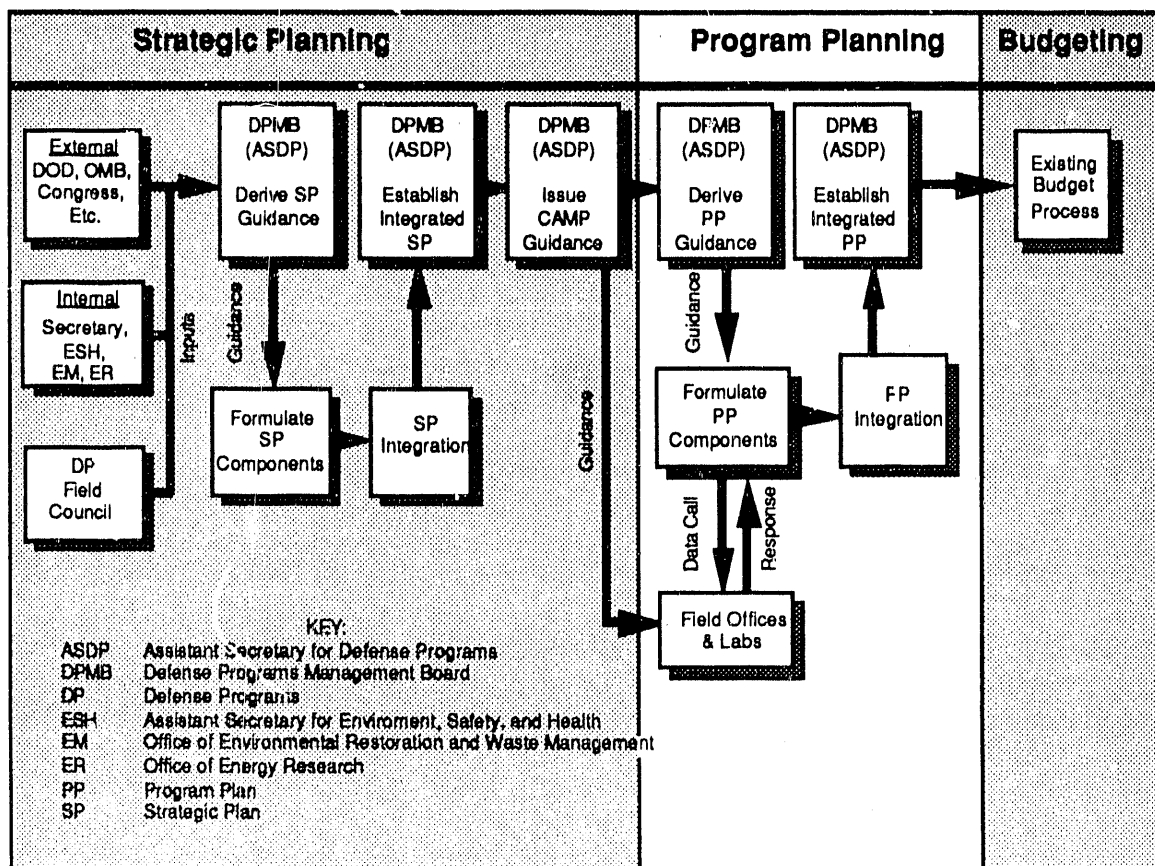 Strategic Planning
Program Planning
Budgeting
External
DOD, OMB,
Congress,
Etc.
Internal
Secretary,
ESH,
EM, ER
DP
Field
Council
Inputs
DPMB
(ASDP)
Derive SP
Guidance
Guidance
Formulate
SP
Components
SP
Integration
DPMB
(ASDP)
Establish
Integrated
SP
DPMB
(ASDP)
Issue
CAMP
Guidance
Guidance
DPMB
(ASDP)
Derive
PP
Guidance
Guidance
Formulate
PP
Components
Data Call
Response
Field Offices
& Labs
PP
Integration
DPMB
(ASDP)
Establish
Integrated
PP
Existing
Budget
Process
KEY:
ASDP Assistant Secretary for Defense Programs
DPMB Defense Programs Management Board
DP Defense Programs
ESH Assistant Secretary for Enviroment, Safety, and Health
EM Office of Environmental Restoration and Waste Management
ER Office of Energy Research
PP Program Plan
SP Strategic Plan